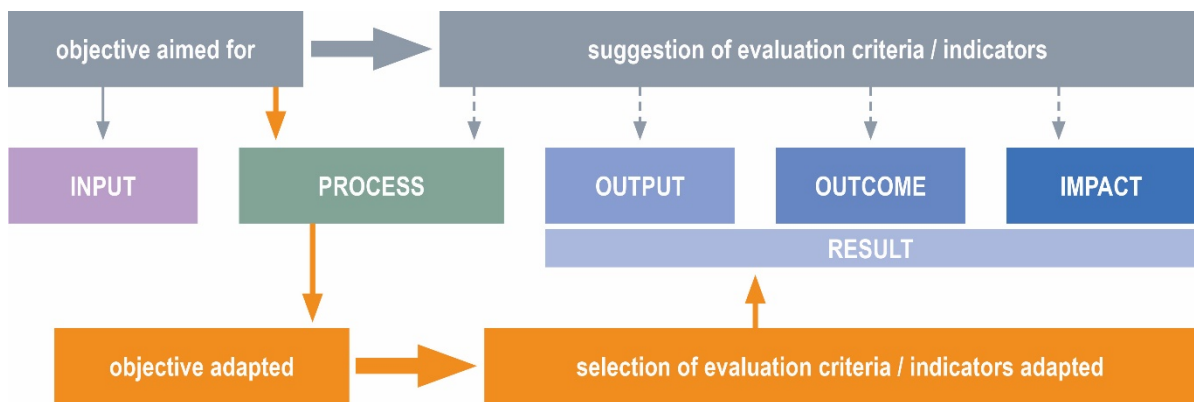 objective aimed for
suggestion of evaluation criteria / indicators
INPUT
PROCESS
OUTPUT
OUTCOME
IMPACT
RESULT
objective adapted
selection of evaluation criteria / indicators adapted